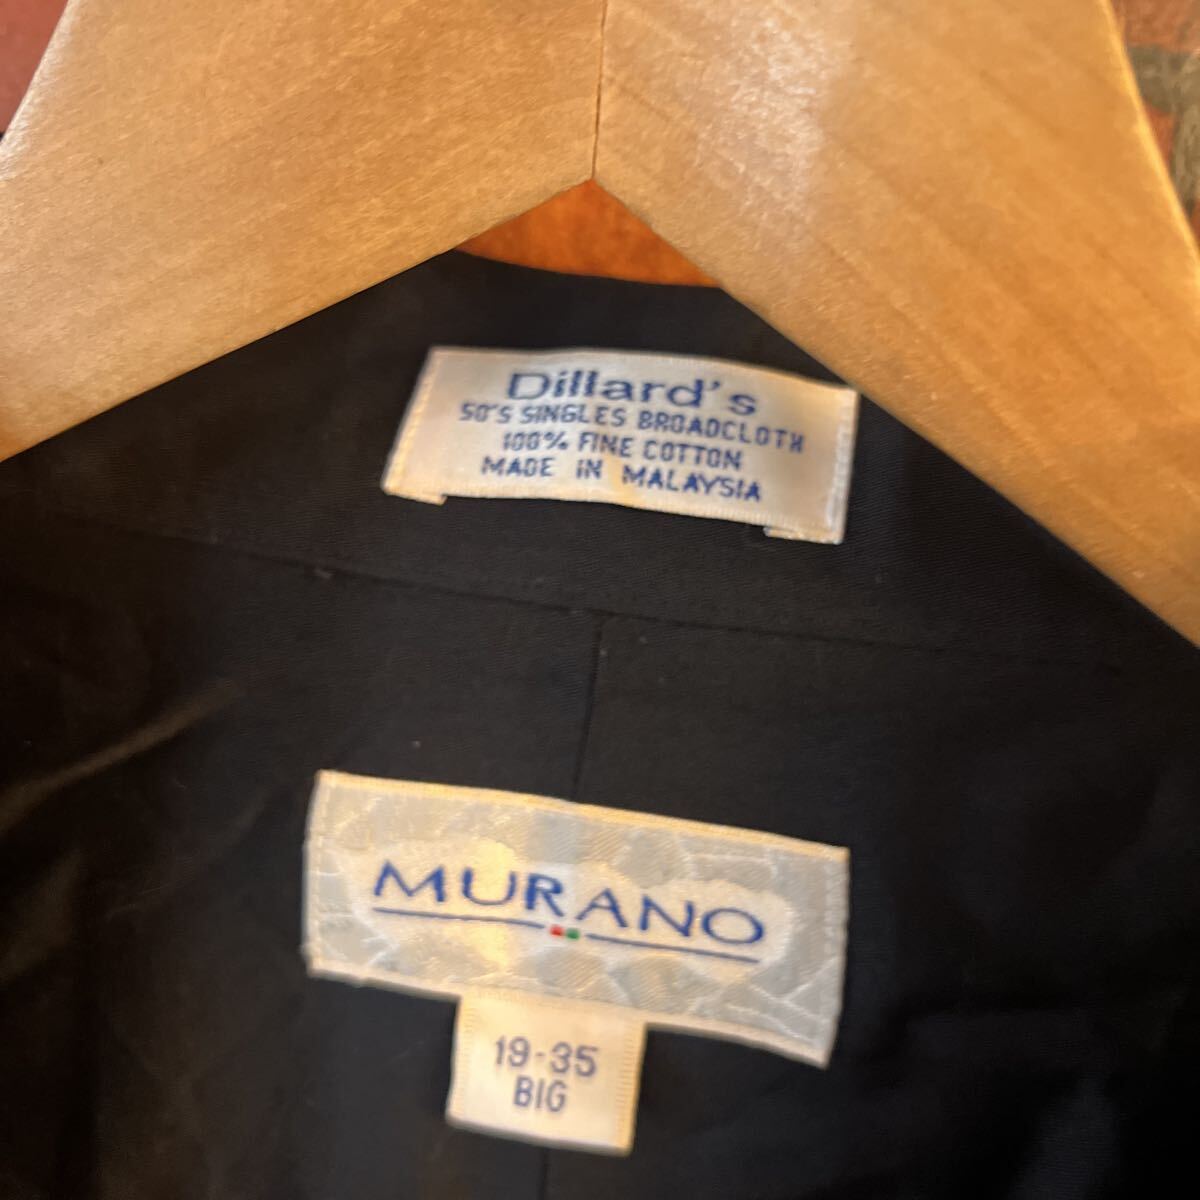 Dillard's
50'S SINGLES BROADCLOTH
100% FINE COTTON
MADE IN MALAYSIA
MURANO
19-35
BIG